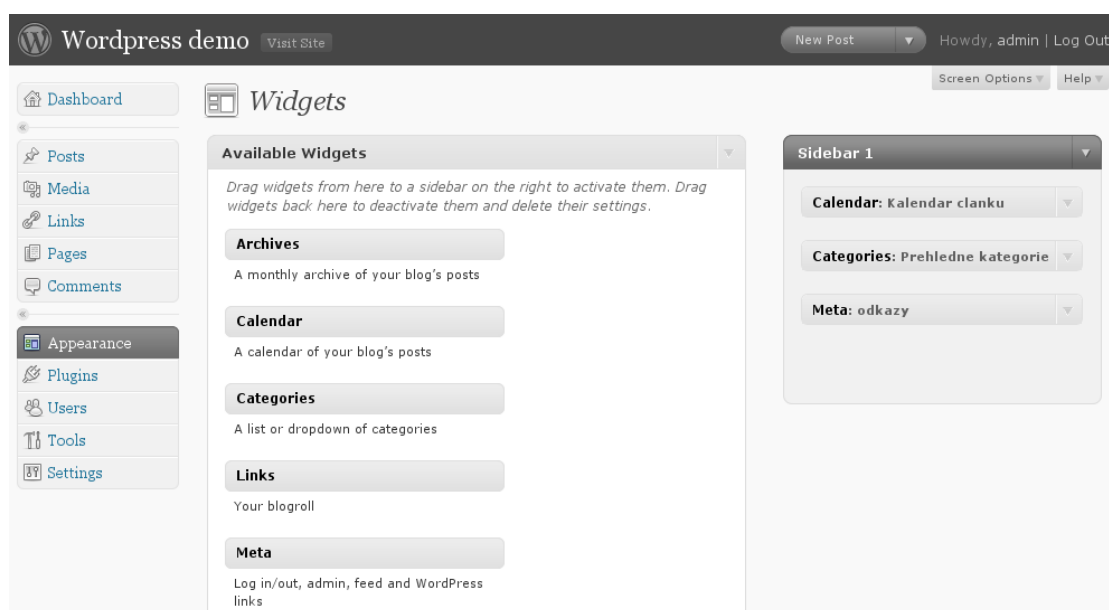 Wordpress demo Visit Site
New Post
Howdy, admin | Log Out
Screen Options
Help
Dashboard
Posts
Media
Links
Pages
Comments
Appearance
Plugins
Users
Tools
Settings
Widgets
Available Widgets
Drag widgets from here to a sidebar on the right to activate them. Drag
widgets back here to deactivate them and delete their settings.
Archives
A monthly archive of your blog's posts
Calendar
A calendar of your blog's posts
Categories
A list or dropdown of categories
Links
Your blogroll
Meta
Log in/out, admin, feed and WordPress
links
Sidebar 1
Calendar: Kalendar clanku
Categories: Prehledne kategorie
Meta: odkazy